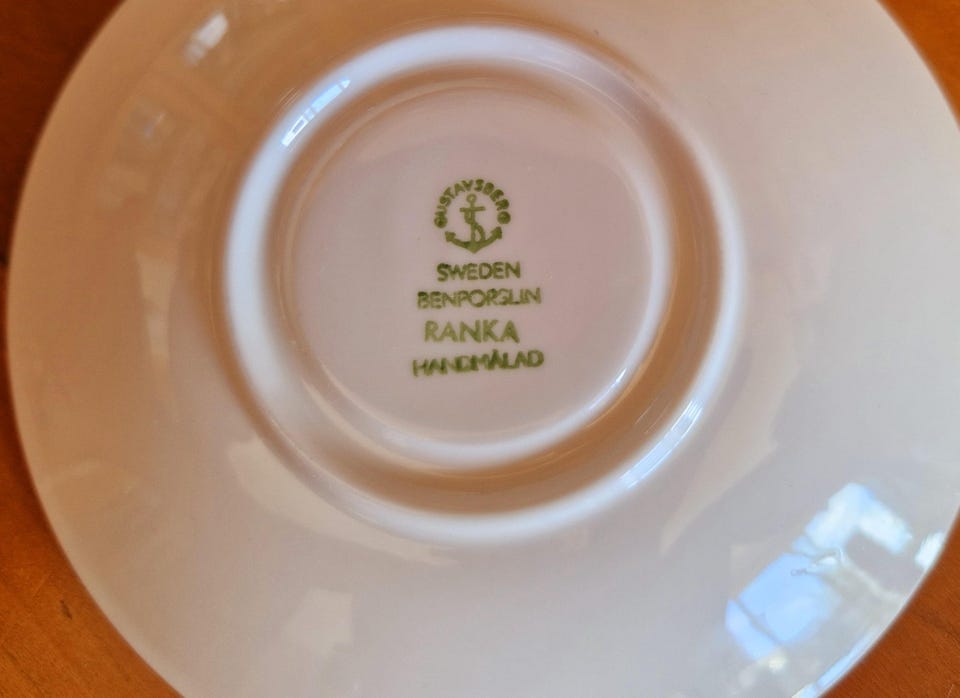 GUSTAVSBERG
SWEDEN
BENPORSLIN
RANKA
HANDMÅLAD